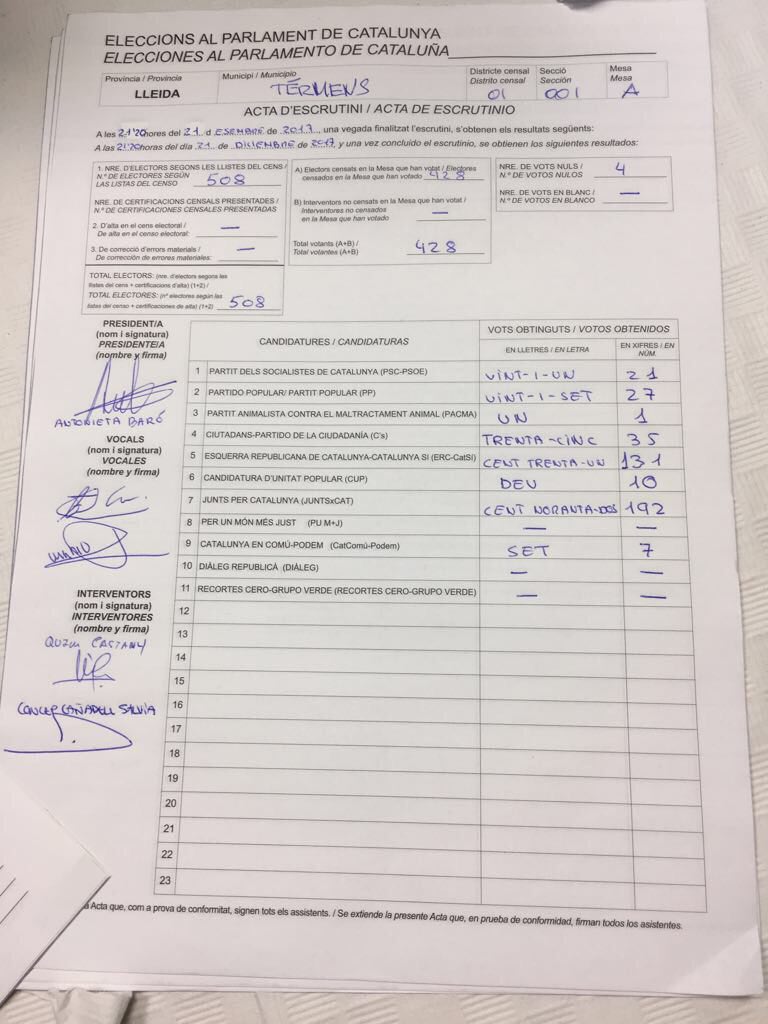 ELECCIONS AL PARLAMENT DE CATALUNYA
ELECCIONES AL PARLAMENTO DE CATALUÑA
Província / Provincia
LLEIDA
Municipi / Municipio
TÉRMENS
Districte censal
Distrito censal
01
Secció
Sección
001
Mesa
Mesa
A
ACTA D'ESCRUTINI / ACTA DE ESCRUTINIO
A les 21'20 hores del 21 d ESEMBRE de 2017, una vegada finalitzat l'escrutini, s'obtenen els resultats següents:
A las 21'20 horas del día 21 de DICIEMBRE de 2017 y una vez concluido el escrutinio, se obtienen los siguientes resultados:
1. NRE. D'ELECTORS SEGONS LES LLISTES DEL CENS /
N.º DE ELECTORES SEGÚN
LAS LISTAS DEL CENSO 508
NRE. DE CERTIFICACIONS CENSALS PRESENTADES /
N.º DE CERTIFICACIONES CENSALES PRESENTADAS
2. D'alta en el cens electoral /
De alta en el censo electoral: —
3. De correcció d'errors materials /
De corrección de errores materiales: —
TOTAL ELECTORS: (nre. d'electors segons les
llistes del cens + certificacions d'alta) (1+2) /
TOTAL ELECTORES: (nº electores según las
listas del censo + certificaciones de alta) (1+2) 508
A) Electors censats en la Mesa que han votat / Electores
censados en la Mesa que han votado 428
B) Interventors no censats en la Mesa que han votat /
Interventores no censados
en la Mesa que han votado —
Total votants (A+B) /
Total votantes (A+B) 428
NRE. DE VOTS NULS /
N.º DE VOTOS NULOS 4
NRE. DE VOTS EN BLANC /
N.º DE VOTOS EN BLANCO —
PRESIDENT/A
(nom i signatura)
PRESIDENTE/A
(nombre y firma)
ANTONIETA BARÓ
VOCALS
(nom i signatura)
VOCALES
(nombre y firma)
INTERVENTORS
(nom i signatura)
INTERVENTORES
(nombre y firma)
QUIM CASTANY
CONCEP CAÑADELL SALVIA
CANDIDATURES / CANDIDATURAS
VOTS OBTINGUTS / VOTOS OBTENIDOS
EN LLETRES / EN LETRA
EN XIFRES / EN NÚM.
1 PARTIT DELS SOCIALISTES DE CATALUNYA (PSC-PSOE) VINT-I-UN 21
2 PARTIDO POPULAR/ PARTIT POPULAR (PP) VINT-I-SET 27
3 PARTIT ANIMALISTA CONTRA EL MALTRACTAMENT ANIMAL (PACMA) UN 1
4 CIUTADANS-PARTIDO DE LA CIUDADANÍA (C's) TRENTA-CINC 35
5 ESQUERRA REPUBLICANA DE CATALUNYA-CATALUNYA SÍ (ERC-CatSí) CENT TRENTA-UN 131
6 CANDIDATURA D'UNITAT POPULAR (CUP) DEU 10
7 JUNTS PER CATALUNYA (JUNTSxCAT) CENT NORANTA-DOS 192
8 PER UN MÓN MÉS JUST (PU M+J) — —
9 CATALUNYA EN COMÚ-PODEM (CatComú-Podem) SET 7
10 DIÀLEG REPUBLICÀ (DIÀLEG) — —
11 RECORTES CERO-GRUPO VERDE (RECORTES CERO-GRUPO VERDE) — —
12
13
14
15
16
17
18
19
20
21
22
23
a Acta que, com a prova de conformitat, signen tots els assistents. / Se extiende la presente Acta que, en prueba de conformidad, firman todos los asistentes.